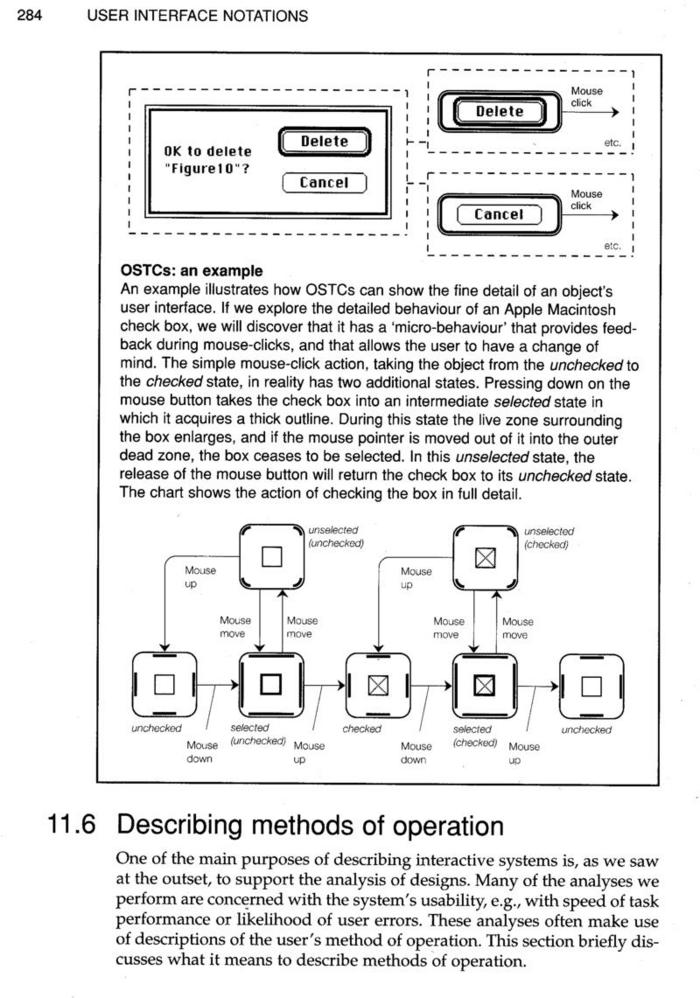 284 USER INTERFACE NOTATIONS
OK to delete
"Figure10"?
Delete
Cancel
Delete
Mouse
click
etc.
Cancel
Mouse
click
etc.
OSTCs: an example
An example illustrates how OSTCs can show the fine detail of an object's
user interface. If we explore the detailed behaviour of an Apple Macintosh
check box, we will discover that it has a 'micro-behaviour' that provides feed-
back during mouse-clicks, and that allows the user to have a change of
mind. The simple mouse-click action, taking the object from the unchecked to
the checked state, in reality has two additional states. Pressing down on the
mouse button takes the check box into an intermediate selected state in
which it acquires a thick outline. During this state the live zone surrounding
the box enlarges, and if the mouse pointer is moved out of it into the outer
dead zone, the box ceases to be selected. In this unselected state, the
release of the mouse button will return the check box to its unchecked state.
The chart shows the action of checking the box in full detail.
unselected
(unchecked)
unselected
(checked)
Mouse
up
Mouse
up
Mouse
move
Mouse
move
Mouse
move
Mouse
move
unchecked
selected
(unchecked)
checked
selected
(checked)
unchecked
Mouse
down
Mouse
up
Mouse
down
Mouse
up
11.6 Describing methods of operation
One of the main purposes of describing interactive systems is, as we saw
at the outset, to support the analysis of designs. Many of the analyses we
perform are concerned with the system's usability, e.g., with speed of task
performance or likelihood of user errors. These analyses often make use
of descriptions of the user's method of operation. This section briefly dis-
cusses what it means to describe methods of operation.